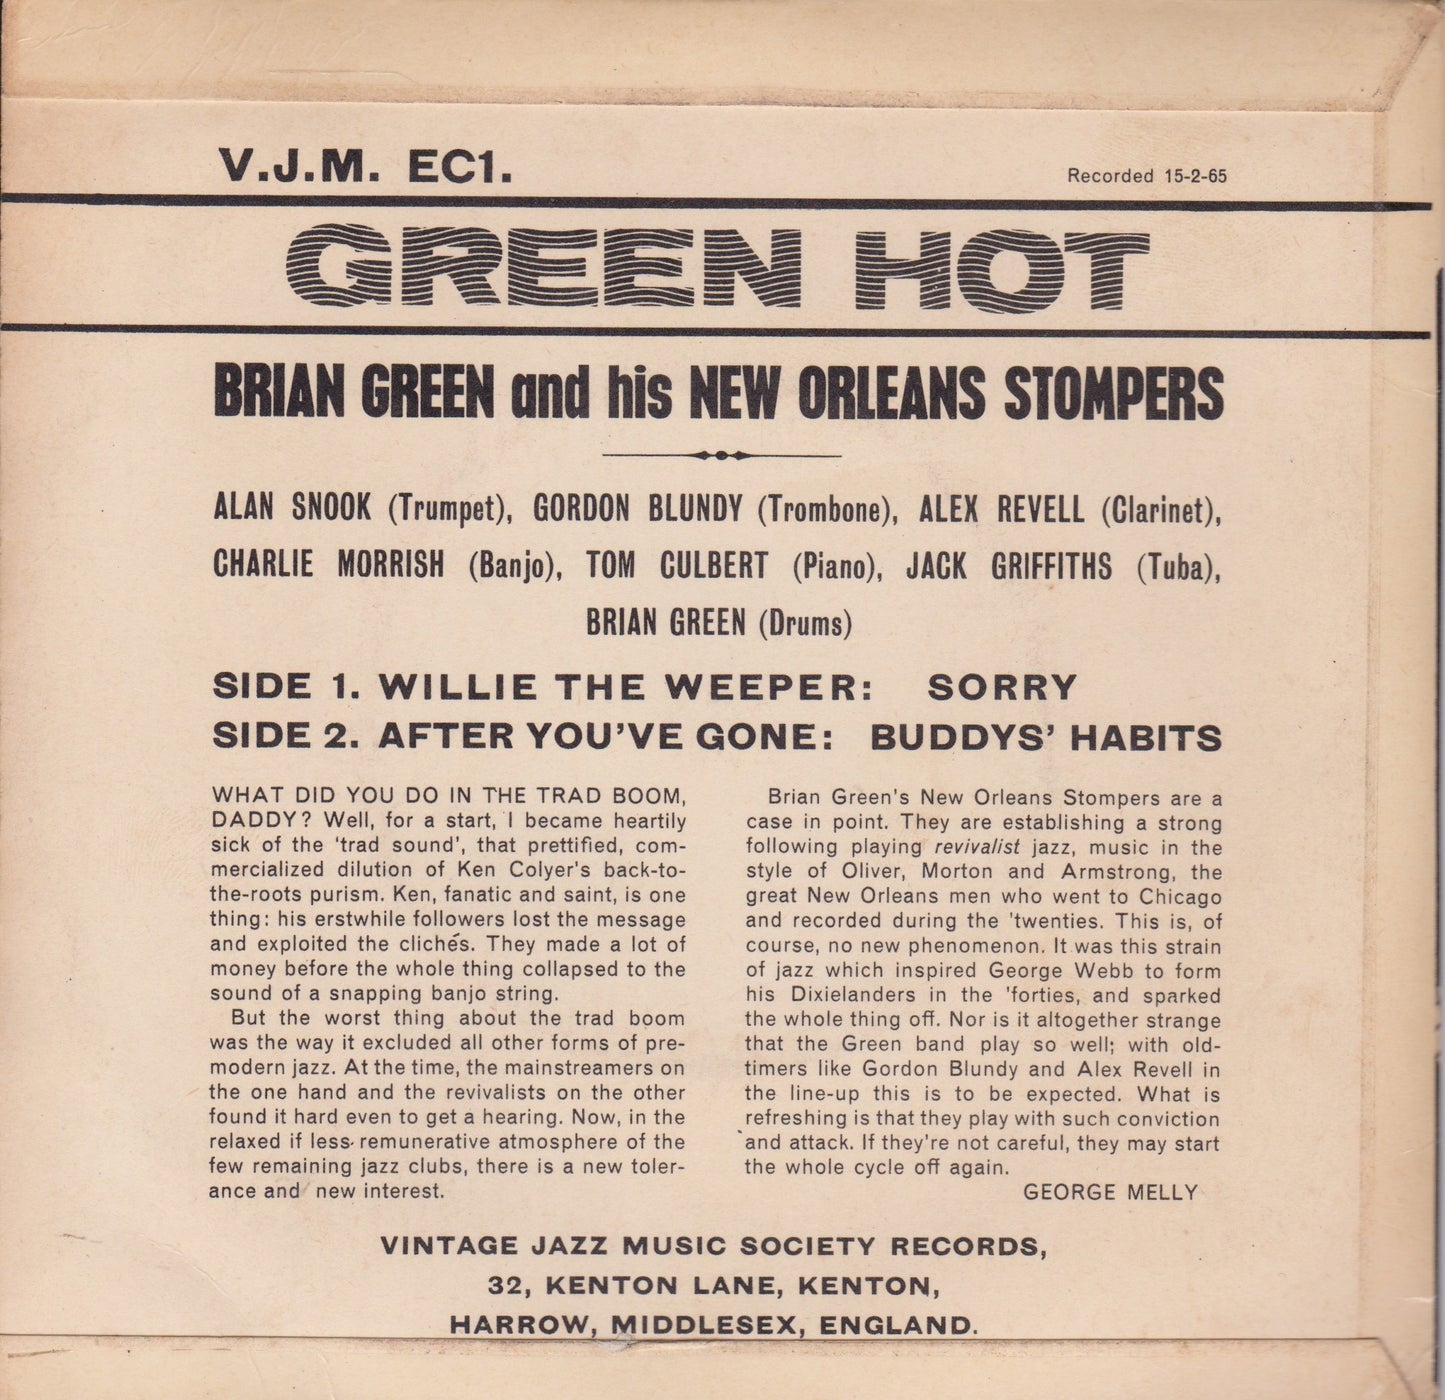 V.J.M. EC1.
Recorded 15-2-65
GREEN HOT
BRIAN GREEN and his NEW ORLEANS STOMPERS
ALAN SNOOK (Trumpet), GORDON BLUNDY (Trombone), ALEX REVELL (Clarinet),
CHARLIE MORRISH (Banjo), TOM CULBERT (Piano), JACK GRIFFITHS (Tuba),
BRIAN GREEN (Drums)
SIDE 1. WILLIE THE WEEPER: SORRY
SIDE 2. AFTER YOU'VE GONE: BUDDYS' HABITS
WHAT DID YOU DO IN THE TRAD BOOM,
DADDY? Well, for a start, I became heartily
sick of the 'trad sound', that prettified, com-
mercialized dilution of Ken Colyer's back-to-
the-roots purism. Ken, fanatic and saint, is one
thing: his erstwhile followers lost the message
and exploited the clichés. They made a lot of
money before the whole thing collapsed to the
sound of a snapping banjo string.
But the worst thing about the trad boom
was the way it excluded all other forms of pre-
modern jazz. At the time, the mainstreamers on
the one hand and the revivalists on the other
found it hard even to get a hearing. Now, in the
relaxed if less remunerative atmosphere of the
few remaining jazz clubs, there is a new toler-
ance and new interest.
Brian Green's New Orleans Stompers are a
case in point. They are establishing a strong
following playing revivalist jazz, music in the
style of Oliver, Morton and Armstrong, the
great New Orleans men who went to Chicago
and recorded during the 'twenties. This is, of
course, no new phenomenon. It was this strain
of jazz which inspired George Webb to form
his Dixielanders in the 'forties, and sparked
the whole thing off. Nor is it altogether strange
that the Green band play so well; with old-
timers like Gordon Blundy and Alex Revell in
the line-up this is to be expected. What is
refreshing is that they play with such conviction
and attack. If they're not careful, they may start
the whole cycle off again.
GEORGE MELLY
VINTAGE JAZZ MUSIC SOCIETY RECORDS,
32, KENTON LANE, KENTON,
HARROW, MIDDLESEX, ENGLAND.